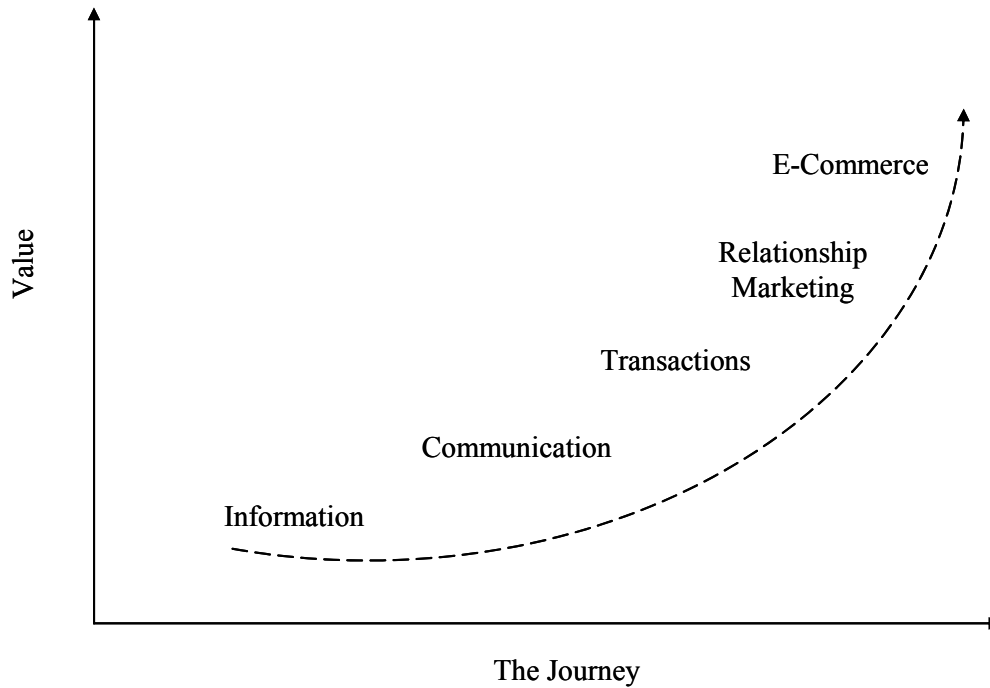 E-Commerce
Relationship
Marketing
Value
Transactions
Communication
Information
The Journey